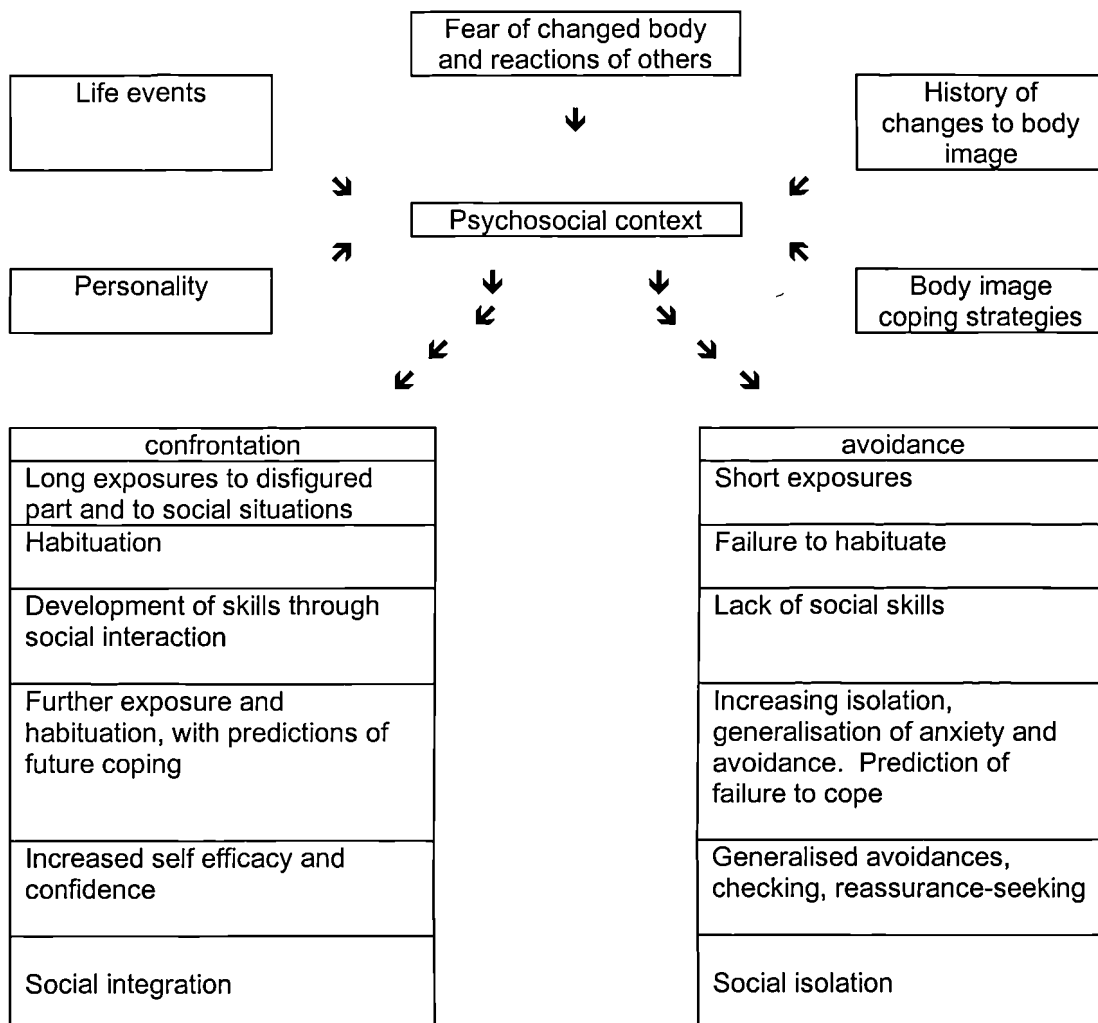 Fear of changed body
and reactions of others
Life events
History of
changes to body
image
Psychosocial context
Personality
Body image
coping strategies
confrontation
Long exposures to disfigured
part and to social situations
Habituation
Development of skills through
social interaction
Further exposure and
habituation, with predictions of
future coping
Increased self efficacy and
confidence
Social integration
avoidance
Short exposures
Failure to habituate
Lack of social skills
Increasing isolation,
generalisation of anxiety and
avoidance.  Prediction of
failure to cope
Generalised avoidances,
checking, reassurance-seeking
Social isolation